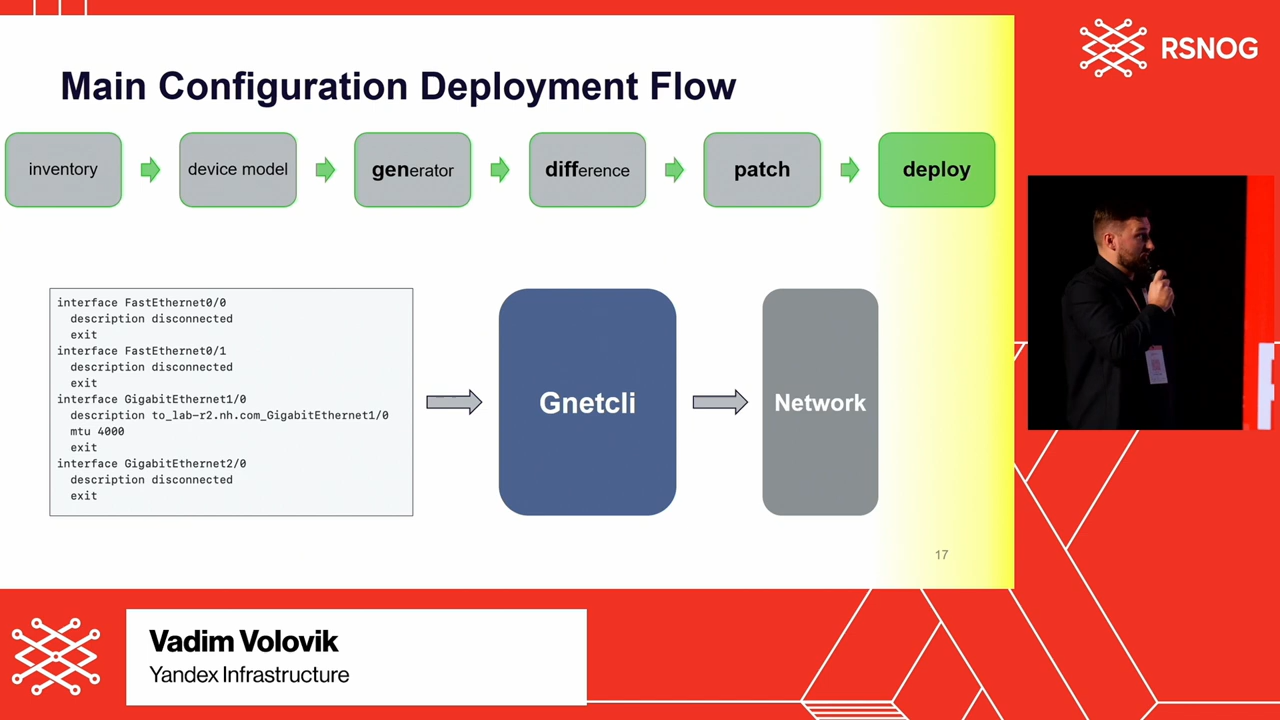 RSNOG
Main Configuration Deployment Flow
inventory
device model
generator
difference
patch
deploy
interface FastEthernet0/0
description disconnected
exit
interface FastEthernet0/1
description disconnected
exit
interface GigabitEthernet1/0
description to_lab=r2.nh.com_GigabitEthernet1/0
mtu 4000
exit
interface GigabitEthernet2/0
description disconnected
exit
Gnetcli
Network
17
Vadim Volovik
Yandex Infrastructure